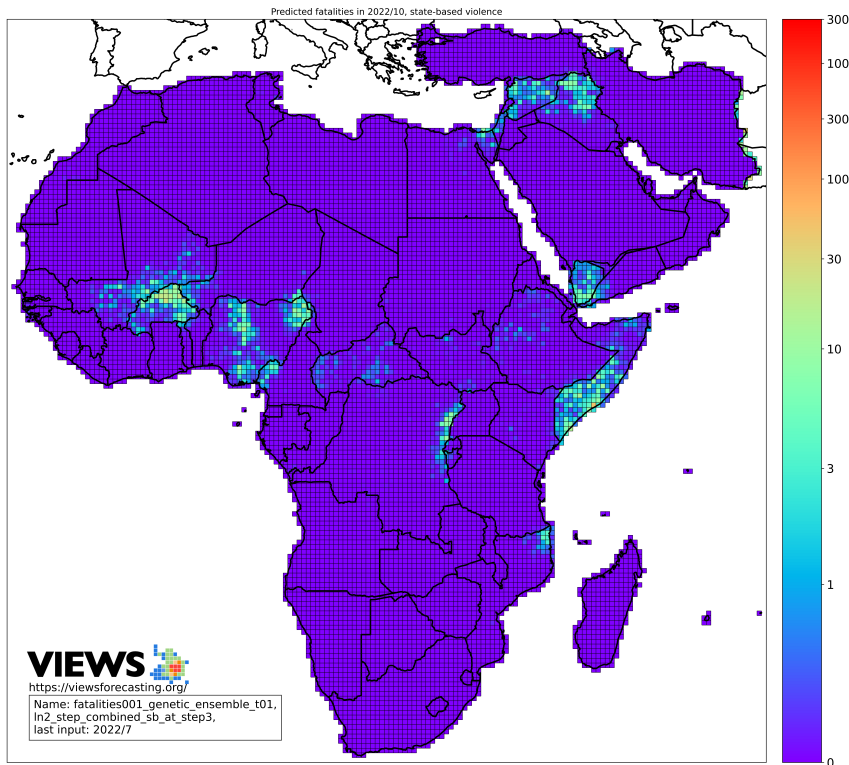 Predicted fatalities in 2022/10, state-based violence
300
100
300
100
30
10
3
1
0
VIEWS
https://viewsforecasting.org/
Name: fatalities001_genetic_ensemble_t01,
ln2_step_combined_sb_at_step3,
last input: 2022/7